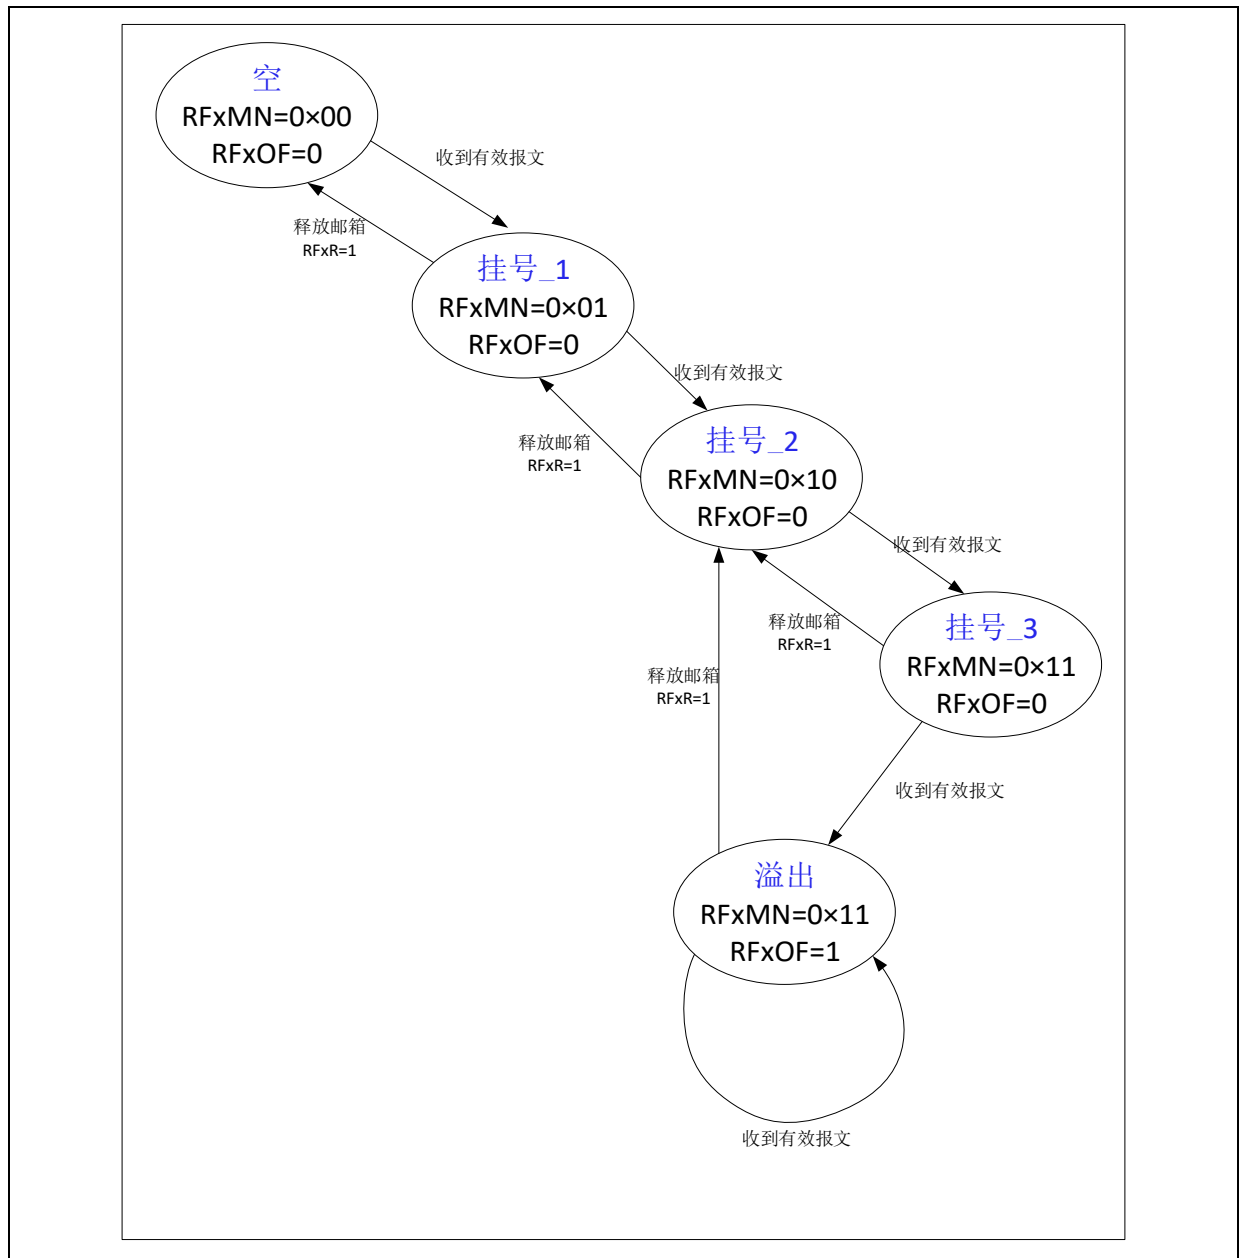 空
RFxMN=0×00
RFxOF=0
收到有效报文
释放邮箱
RFxR=1
挂号_1
RFxMN=0×01
RFxOF=0
收到有效报文
释放邮箱
RFxR=1
挂号_2
RFxMN=0×10
RFxOF=0
收到有效报文
释放邮箱
RFxR=1
挂号_3
RFxMN=0×11
RFxOF=0
释放邮箱
RFxR=1
收到有效报文
溢出
RFxMN=0×11
RFxOF=1
收到有效报文